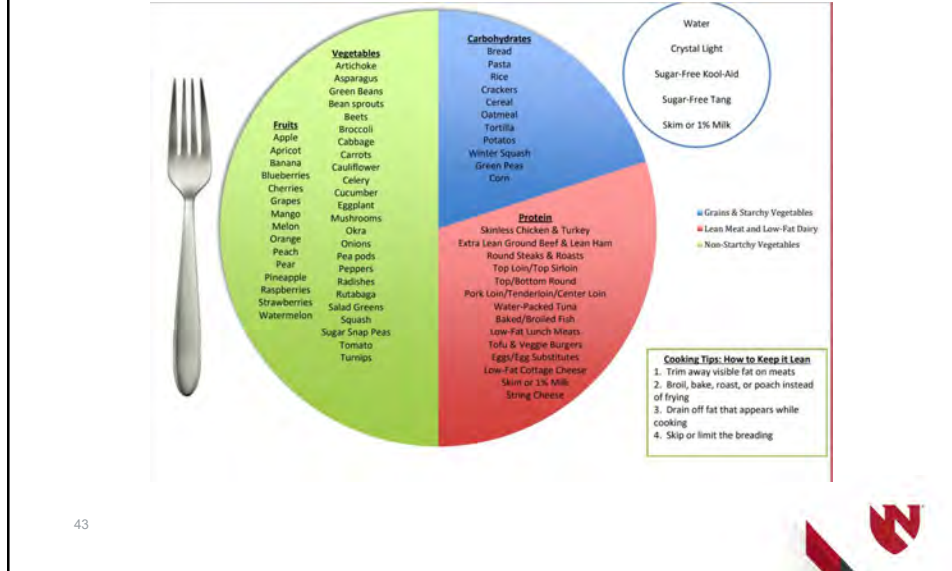 Fruits
Apple
Apricot
Banana
Blueberries
Cherries
Grapes
Mango
Melon
Orange
Peach
Pear
Pineapple
Raspberries
Strawberries
Watermelon
Vegetables
Artichoke
Asparagus
Green Beans
Bean sprouts
Beets
Broccoli
Cabbage
Carrots
Cauliflower
Celery
Cucumber
Eggplant
Mushrooms
Okra
Onions
Pea pods
Peppers
Radishes
Rutabaga
Salad Greens
Squash
Sugar Snap Peas
Tomato
Turnips
Carbohydrates
Bread
Pasta
Rice
Crackers
Cereal
Oatmeal
Tortilla
Potatos
Winter Squash
Green Peas
Corn
Protein
Skinless Chicken & Turkey
Extra Lean Ground Beef & Lean Ham
Round Steaks & Roasts
Top Loin/Top Sirloin
Top/Bottom Round
Pork Loin/Tenderloin/Center Loin
Water-Packed Tuna
Baked/Broiled Fish
Low-Fat Lunch Meats
Tofu & Veggie Burgers
Eggs/Egg Substitutes
Low-Fat Cottage Cheese
Skim or 1% Milk
String Cheese
Water
Crystal Light
Sugar-Free Kool-Aid
Sugar-Free Tang
Skim or 1% Milk
Grains & Starchy Vegetables
Lean Meat and Low-Fat Dairy
Non-Startchy Vegetables
Cooking Tips: How to Keep it Lean
1. Trim away visible fat on meats
2. Broil, bake, roast, or poach instead
of frying
3. Drain off fat that appears while
cooking
4. Skip or limit the breading
43
N